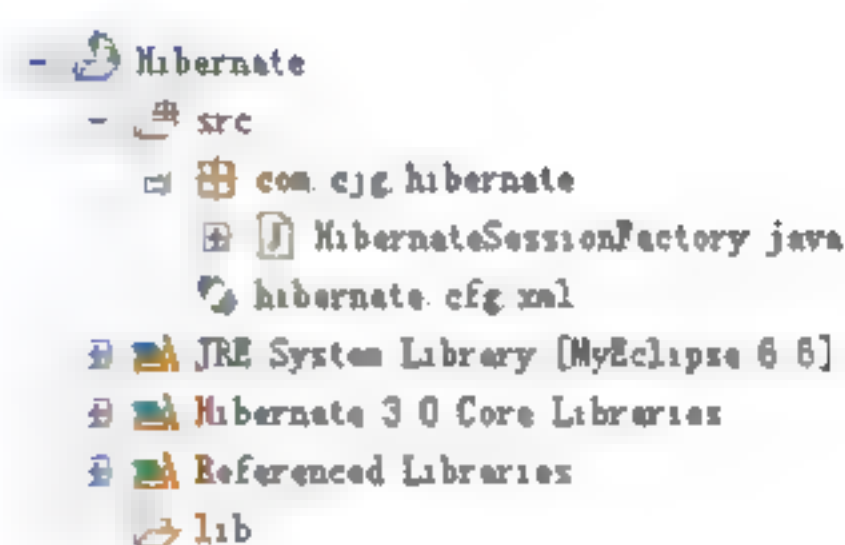 Hibernate
src
com.cjg.hibernate
HibernateSessionFactory java
hibernate.cfg.xml
JRE System Library [MyEclipse 6 6]
Hibernate 3 0 Core Libraries
Referenced Libraries
lib